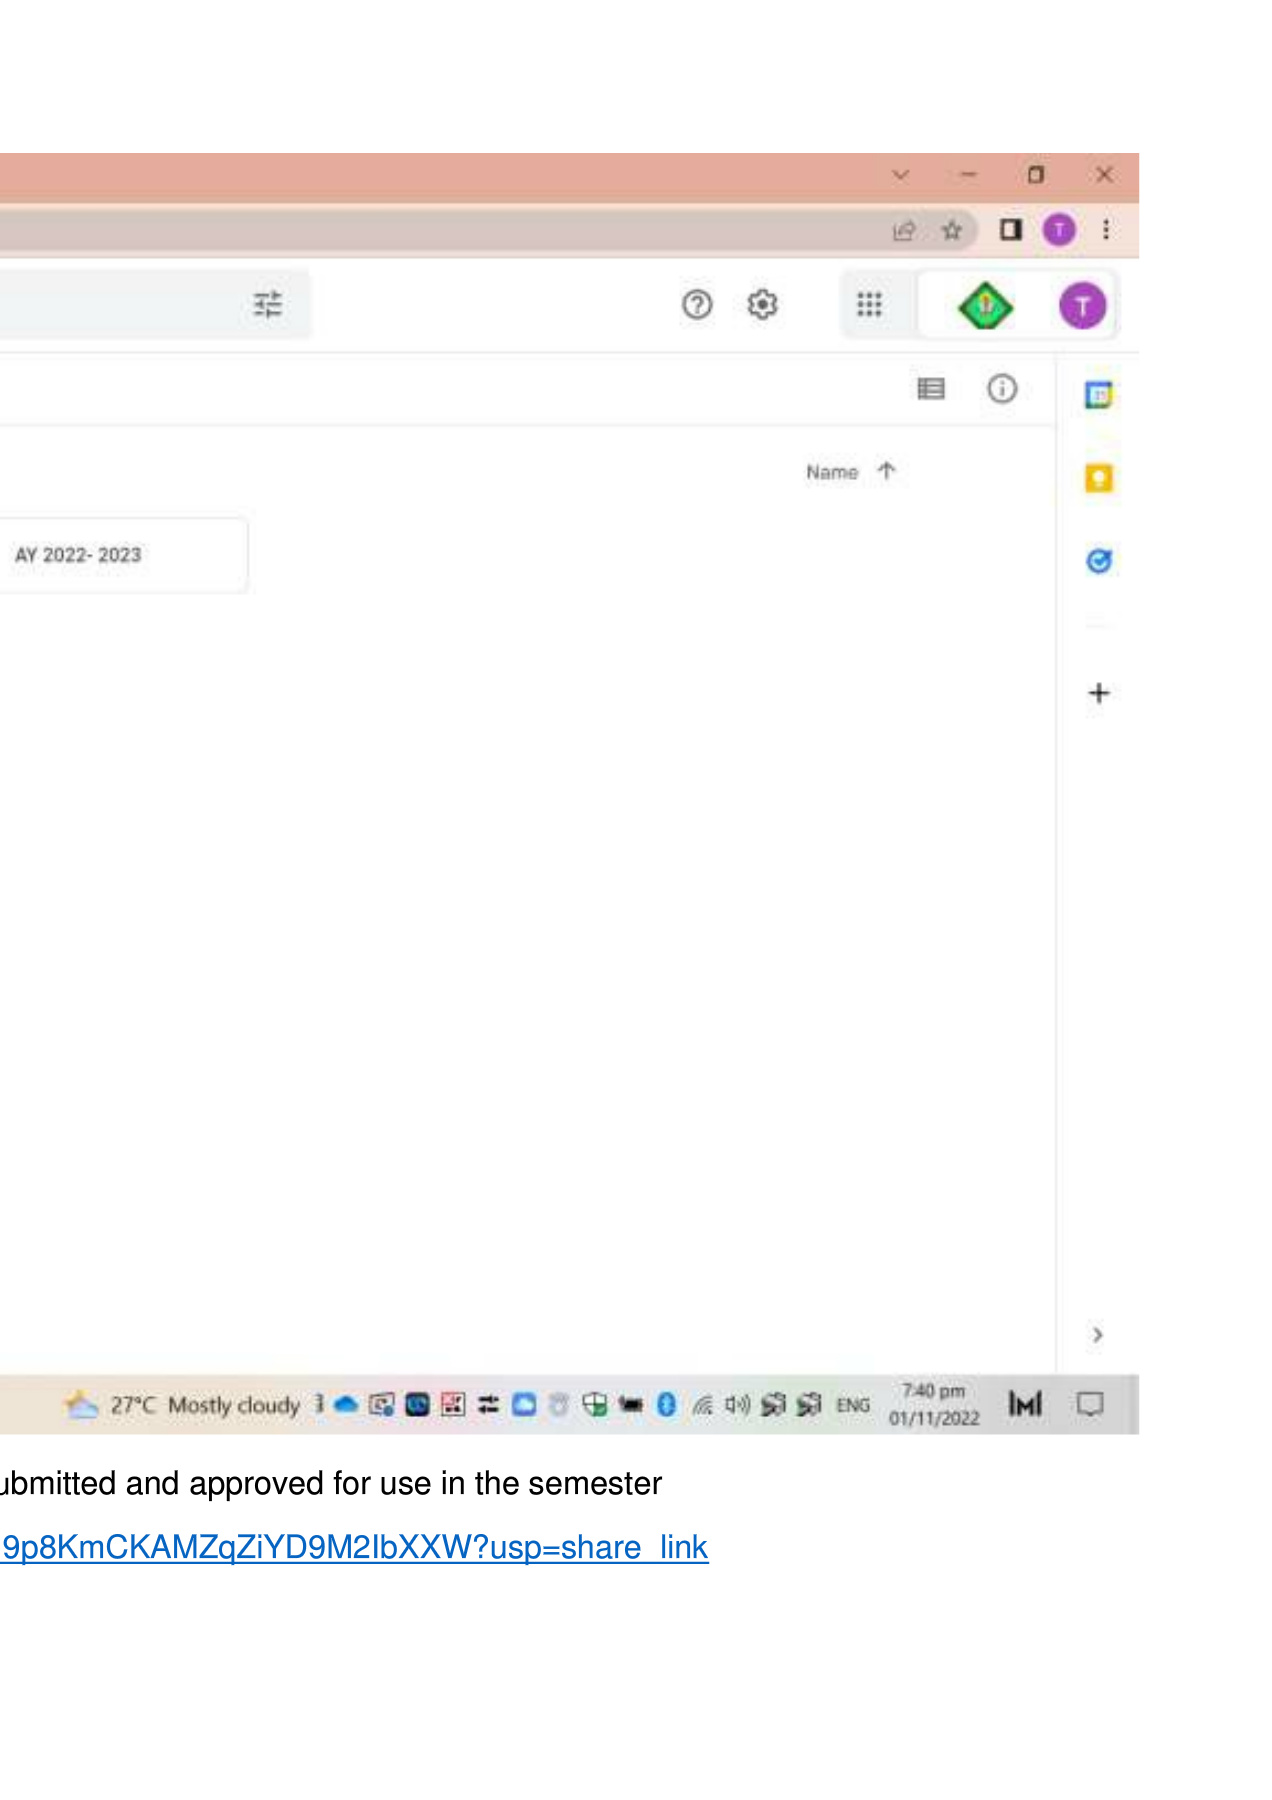 T
T
Name
AY 2022- 2023
27°C Mostly cloudy
ENG
7:40 pm
01/11/2022
ubmitted and approved for use in the semester
9p8KmCKAMZqZiYD9M2IbXXW?usp=share_link